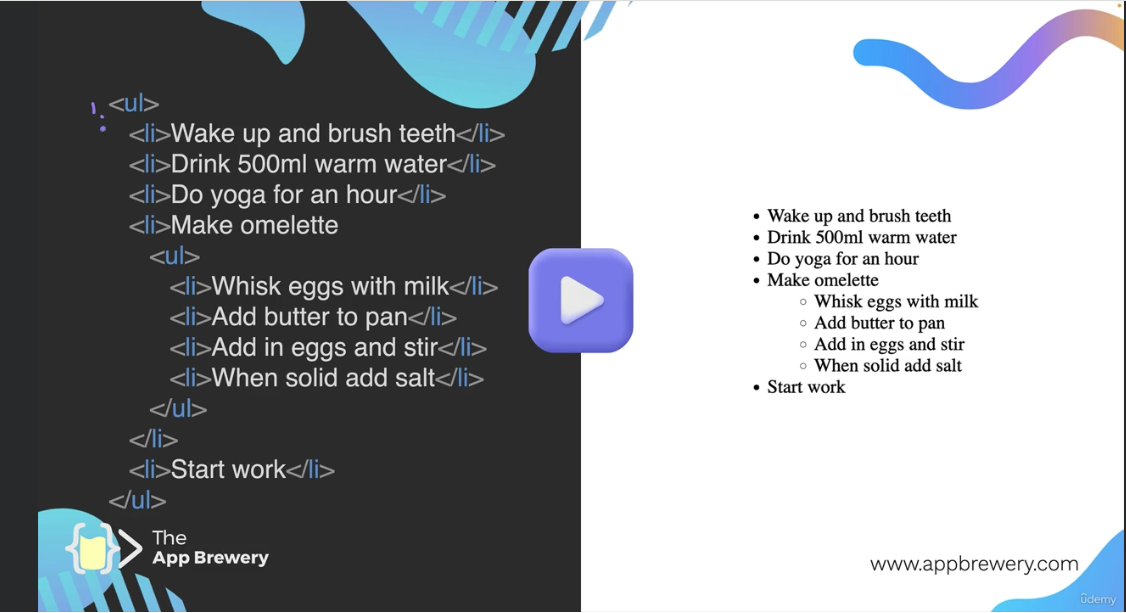 <ul>
<li>Wake up and brush teeth</li>
<li>Drink 500ml warm water</li>
<li>Do yoga for an hour</li>
<li>Make omelette
<ul>
<li>Whisk eggs with milk</li>
<li>Add butter to pan</li>
<li>Add in eggs and stir</li>
<li>When solid add salt</li>
</ul>
</li>
<li>Start work</li>
</ul>
The
App Brewery
• Wake up and brush teeth
• Drink 500ml warm water
• Do yoga for an hour
• Make omelette
◦ Whisk eggs with milk
◦ Add butter to pan
◦ Add in eggs and stir
◦ When solid add salt
• Start work
www.appbrewery.com
ûdemy